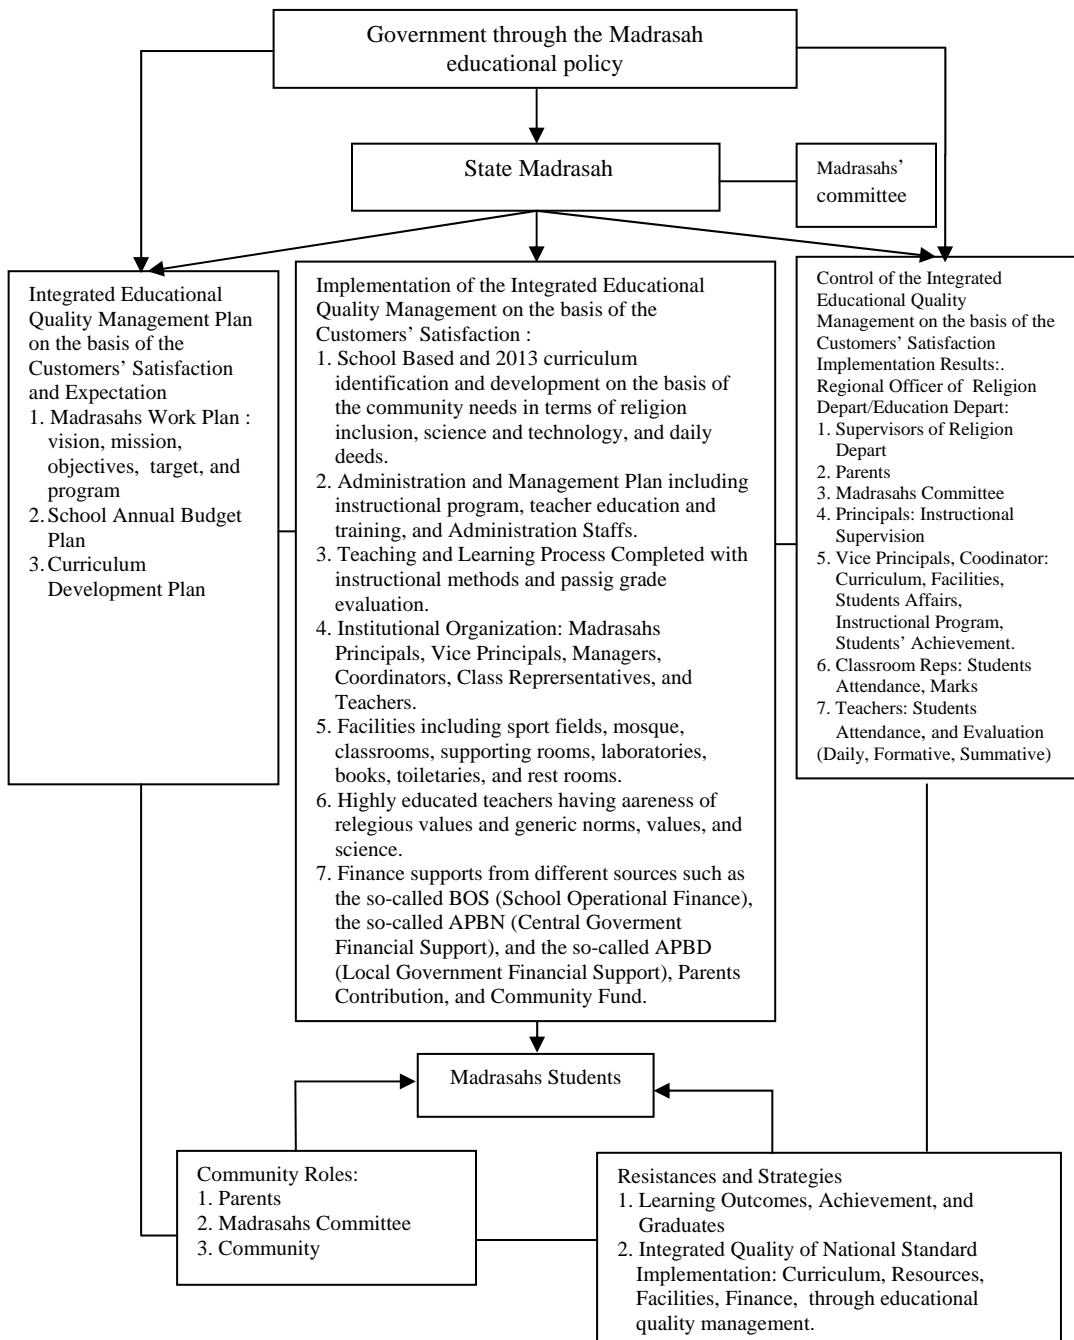 Government through the Madrasah
educational policy
State Madrasah
Madrasahs’
committee
Integrated Educational
Quality Management Plan
on the basis of the
Customers’ Satisfaction
and Expectation
1. Madrasahs Work Plan :
vision, mission,
objectives, target, and
program
2. School Annual Budget
Plan
3. Curriculum
Development Plan
Implementation of the Integrated Educational
Quality Management on the basis of the
Customers’ Satisfaction :
1. School Based and 2013 curriculum
identification and development on the basis of
the community needs in terms of religion
inclusion, science and technology, and daily
deeds.
2. Administration and Management Plan including
instructional program, teacher education and
training, and Administration Staffs.
3. Teaching and Learning Process Completed with
instructional methods and passig grade
evaluation.
4. Institutional Organization: Madrasahs
Principals, Vice Principals, Managers,
Coordinators, Class Reprersentatives, and
Teachers.
5. Facilities including sport fields, mosque,
classrooms, supporting rooms, laboratories,
books, toiletaries, and rest rooms.
6. Highly educated teachers having aareness of
relegious values and generic norms, values, and
science.
7. Finance supports from different sources such as
the so-called BOS (School Operational Finance),
the so-called APBN (Central Goverment
Financial Support), and the so-called APBD
(Local Government Financial Support), Parents
Contribution, and Community Fund.
Control of the Integrated
Educational Quality
Management on the basis of the
Customers’ Satisfaction
Implementation Results:.
Regional Officer of Religion
Depart/Education Depart:
1. Supervisors of Religion
Depart
2. Parents
3. Madrasahs Committee
4. Principals: Instructional
Supervision
5. Vice Principals, Coodinator:
Curriculum, Facilities,
Students Affairs,
Instructional Program,
Students’ Achievement.
6. Classroom Reps: Students
Attendance, Marks
7. Teachers: Students
Attendance, and Evaluation
(Daily, Formative, Summative)
Madrasahs Students
Community Roles:
1. Parents
2. Madrasahs Committee
3. Community
Resistances and Strategies
1. Learning Outcomes, Achievement, and
Graduates
2. Integrated Quality of National Standard
Implementation: Curriculum, Resources,
Facilities, Finance, through educational
quality management.